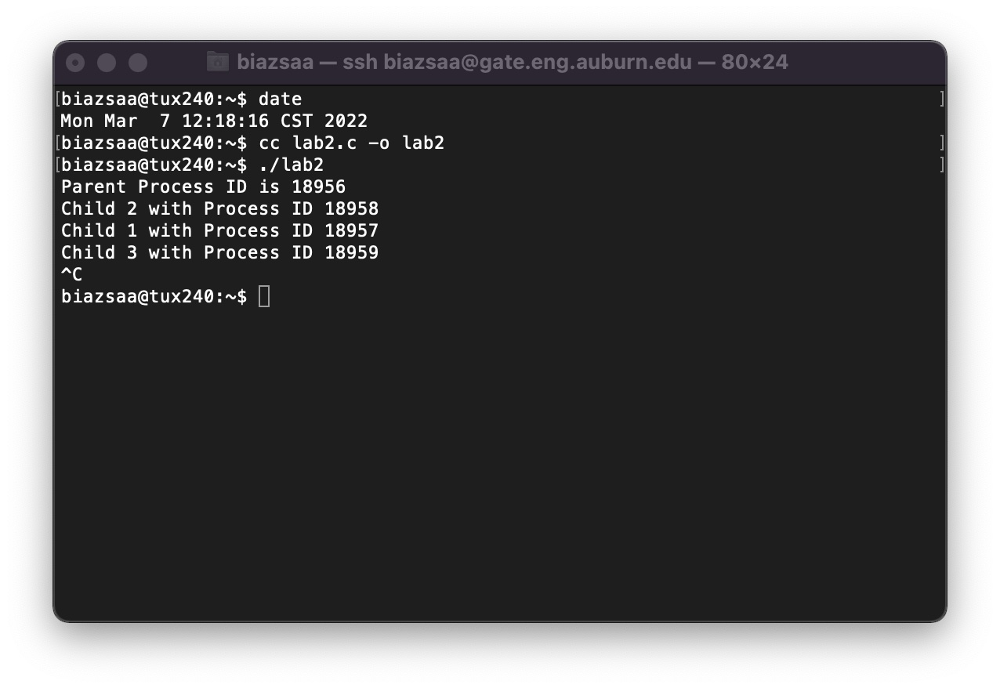 biazsaa — ssh biazsaa@gate.eng.auburn.edu — 80×24
[biazsaa@tux240:~$ date ]
Mon Mar  7 12:18:16 CST 2022
[biazsaa@tux240:~$ cc lab2.c -o lab2 ]
[biazsaa@tux240:~$ ./lab2 ]
Parent Process ID is 18956
Child 2 with Process ID 18958
Child 1 with Process ID 18957
Child 3 with Process ID 18959
^C
biazsaa@tux240:~$